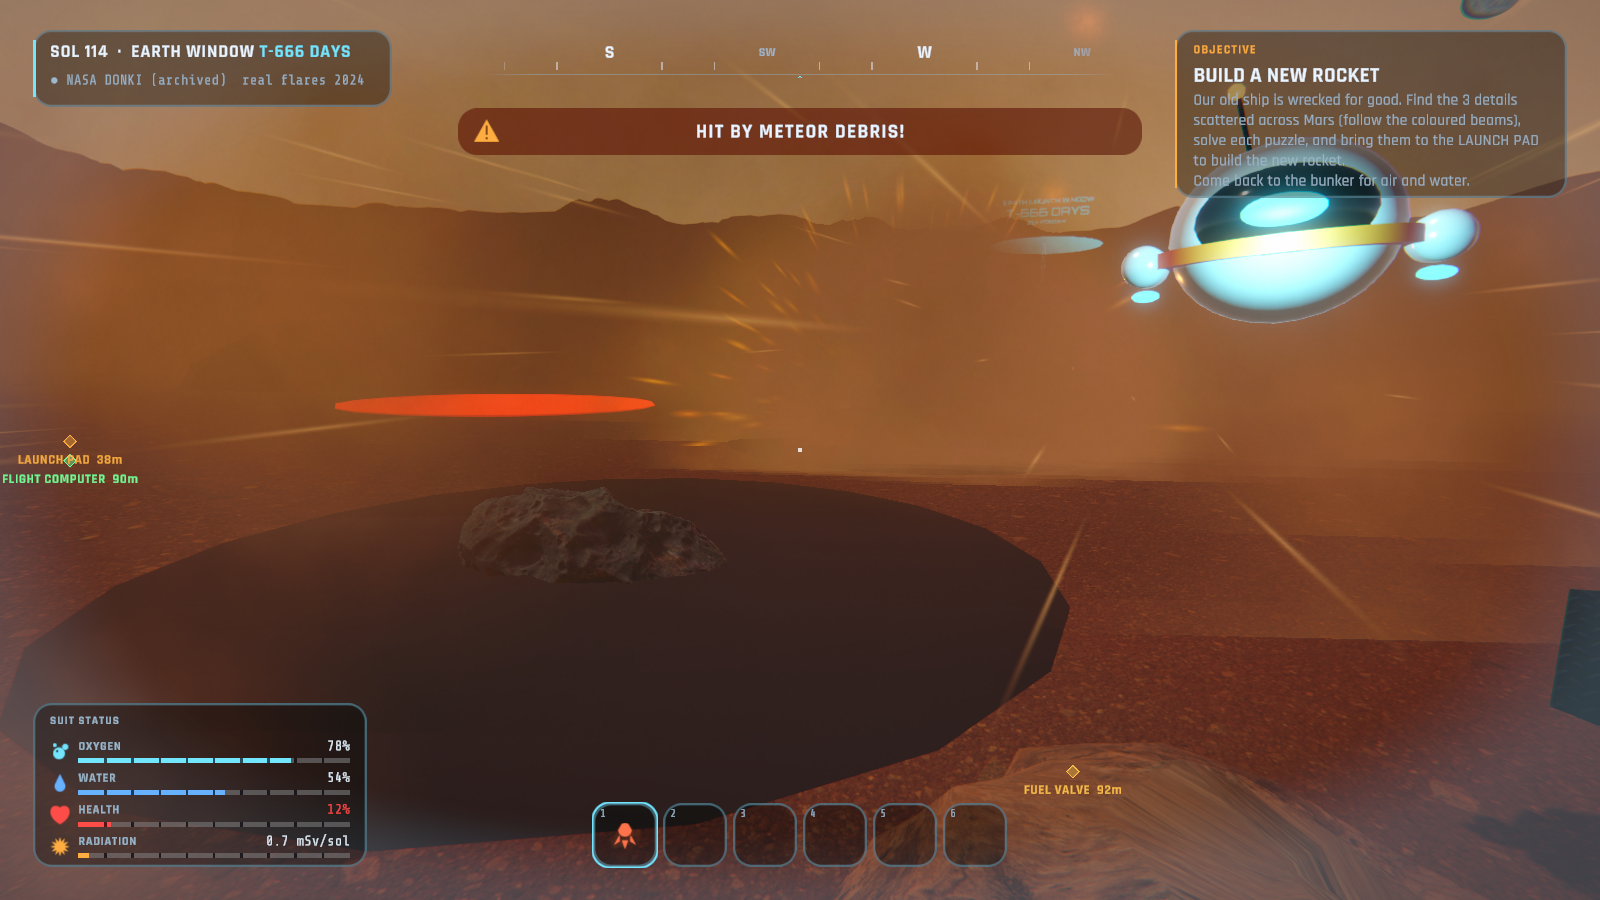 SOL 114 · EARTH WINDOW T-666 DAYS
● NASA DONKI (archived) real flares 2024
S SW W NW
HIT BY METEOR DEBRIS!
OBJECTIVE
BUILD A NEW ROCKET
Our old ship is wrecked for good. Find the 3 details
scattered across Mars (follow the coloured beams),
solve each puzzle, and bring them to the LAUNCH PAD
to build the new rocket.
Come back to the bunker for air and water.
T-666 DAYS
LAUNCH PAD 38m
FLIGHT COMPUTER 90m
SUIT STATUS
OXYGEN 78%
WATER 54%
HEALTH 12%
RADIATION 0.7 mSv/sol
FUEL VALVE 92m
1 2 3 4 5 6